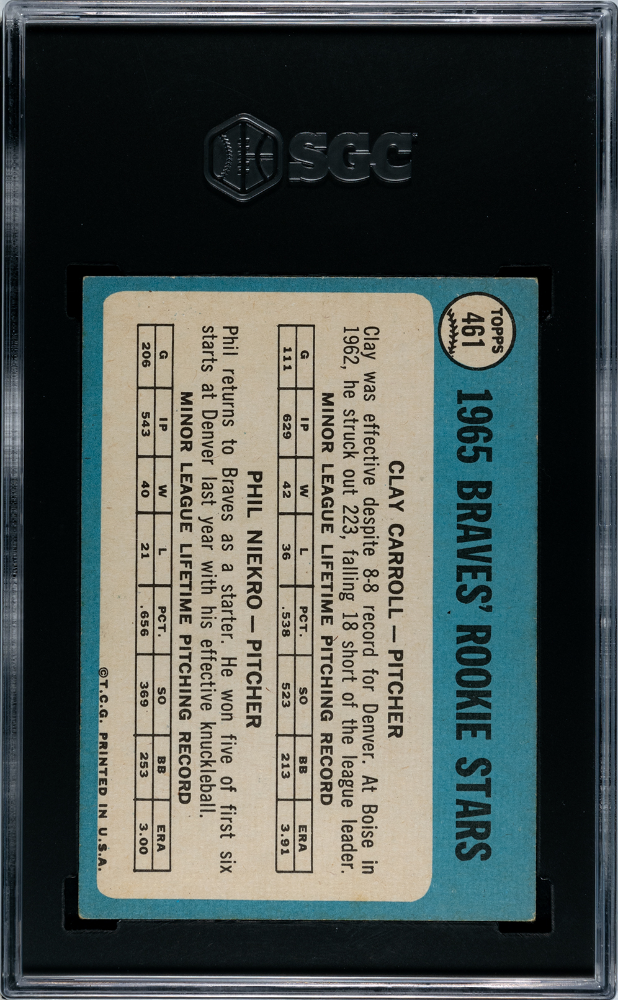 SGC
TOPPS
461
1965 BRAVES' ROOKIE STARS
CLAY CARROLL — PITCHER
Clay was effective despite 8-8 record for Denver. At Boise in
1962, he struck out 223, falling 18 short of the league leader.
MINOR LEAGUE LIFETIME PITCHING RECORD
G IP W L PCT. SO BB ERA
111 629 42 36 .538 523 213 3.91
PHIL NIEKRO — PITCHER
Phil returns to Braves as a starter. He won five of first six
starts at Denver last year with his effective knuckleball.
MINOR LEAGUE LIFETIME PITCHING RECORD
G IP W L PCT. SO BB ERA
206 543 40 21 .656 369 253 3.00
©T.C.G. PRINTED IN U.S.A.